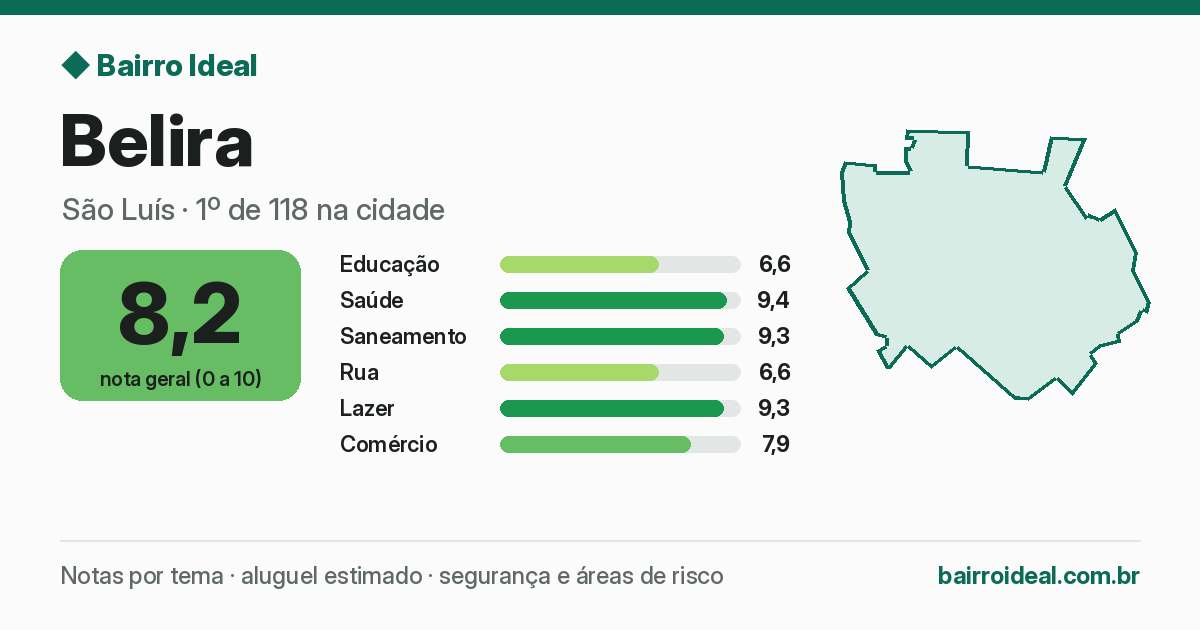 Bairro Ideal
Belira
São Luís · 1º de 118 na cidade
8,2
nota geral (0 a 10)
Educação 6,6
Saúde 9,4
Saneamento 9,3
Rua 6,6
Lazer 9,3
Comércio 7,9
Notas por tema · aluguel estimado · segurança e áreas de risco
bairroideal.com.br